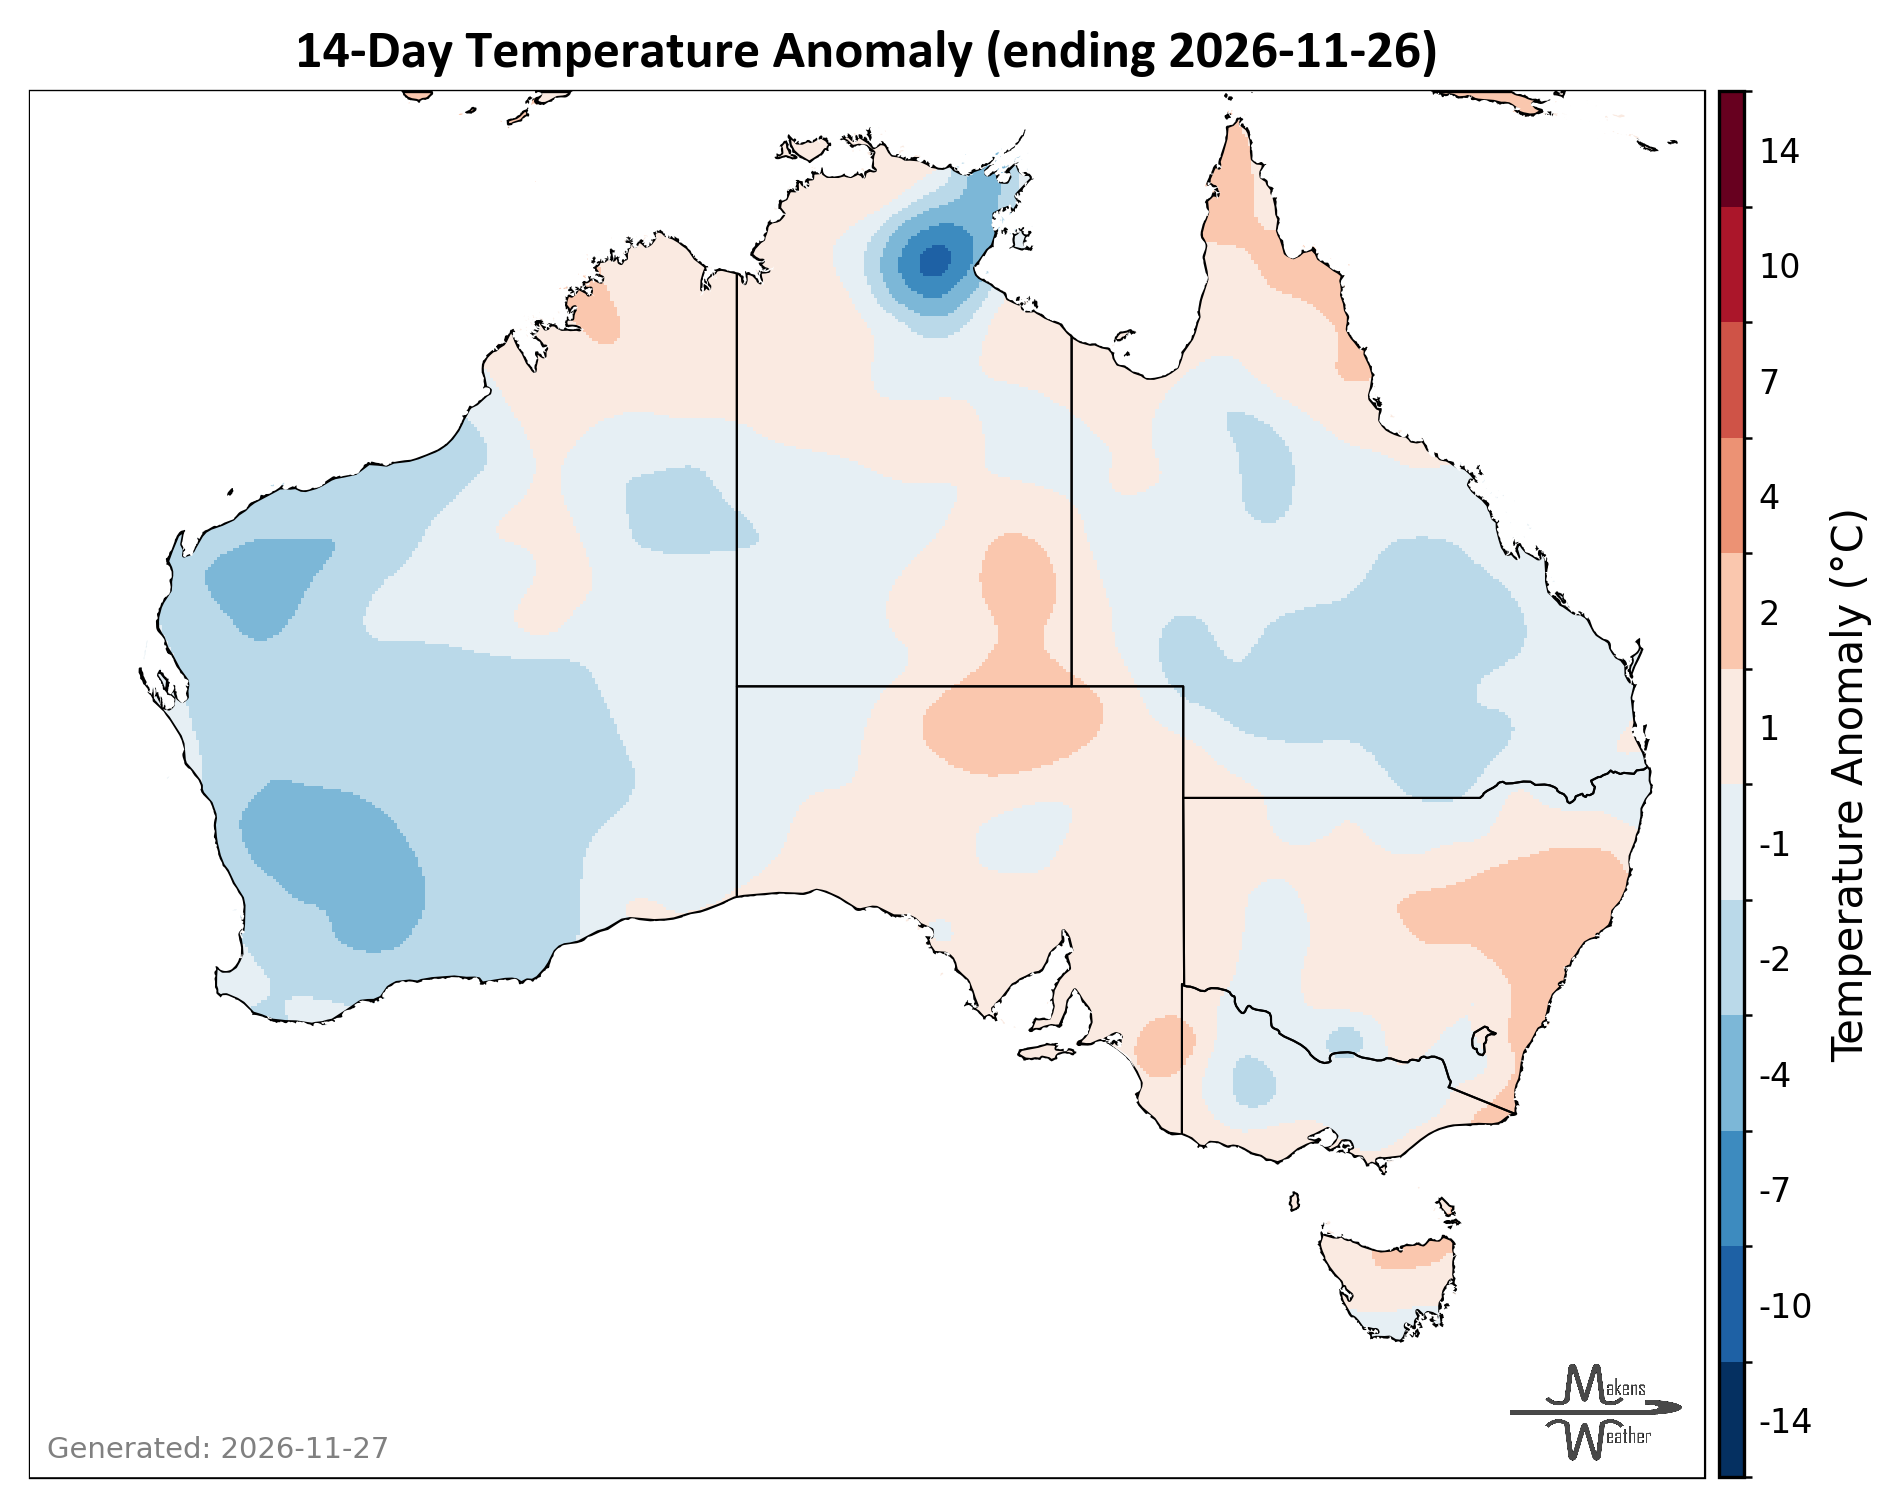 14-Day Temperature Anomaly (ending 2026-11-26)
14
10
7
4
2
1
-1
-2
-4
-7
-10
-14
Temperature Anomaly (°C)
Makens
Weather
Generated: 2026-11-27